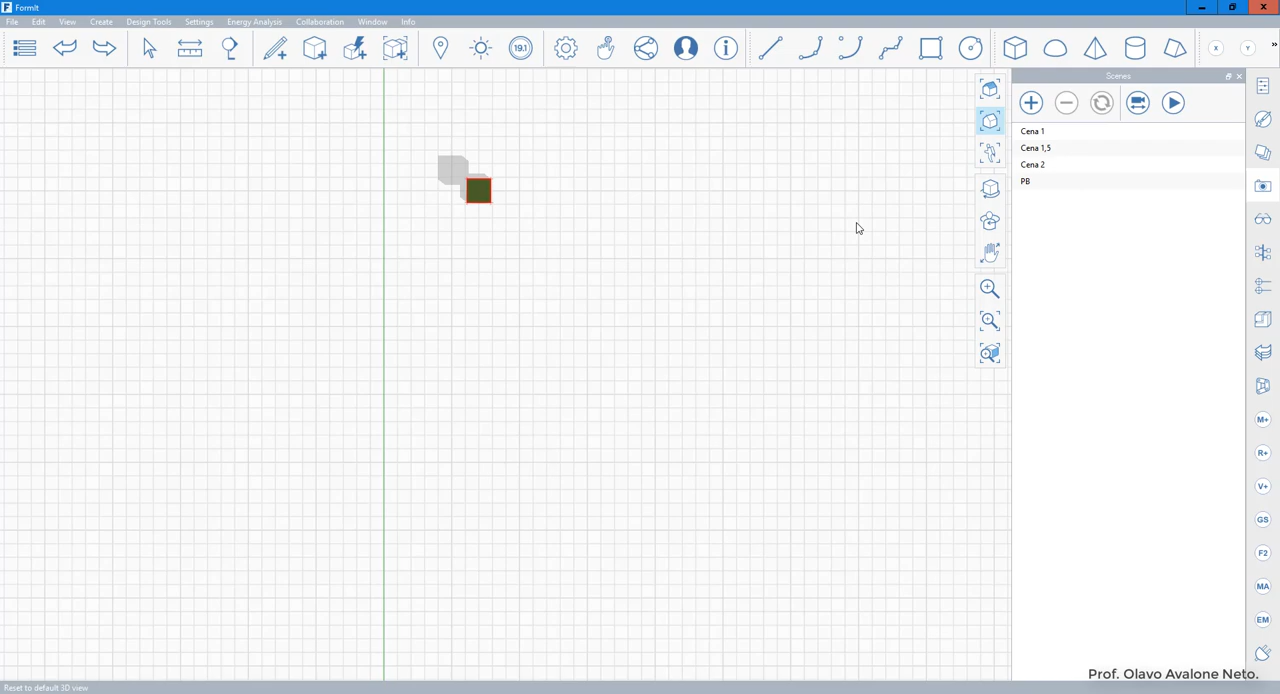 FormIt
File Edit View Create Design Tools Settings Energy Analysis Collaboration Window Info
19.1
X Y »
Scenes
Cena 1
Cena 1,5
Cena 2
PB
M+
R+
V+
GS
F2
MA
EM
Prof. Olavo Avalone Neto.
Reset to default 3D view